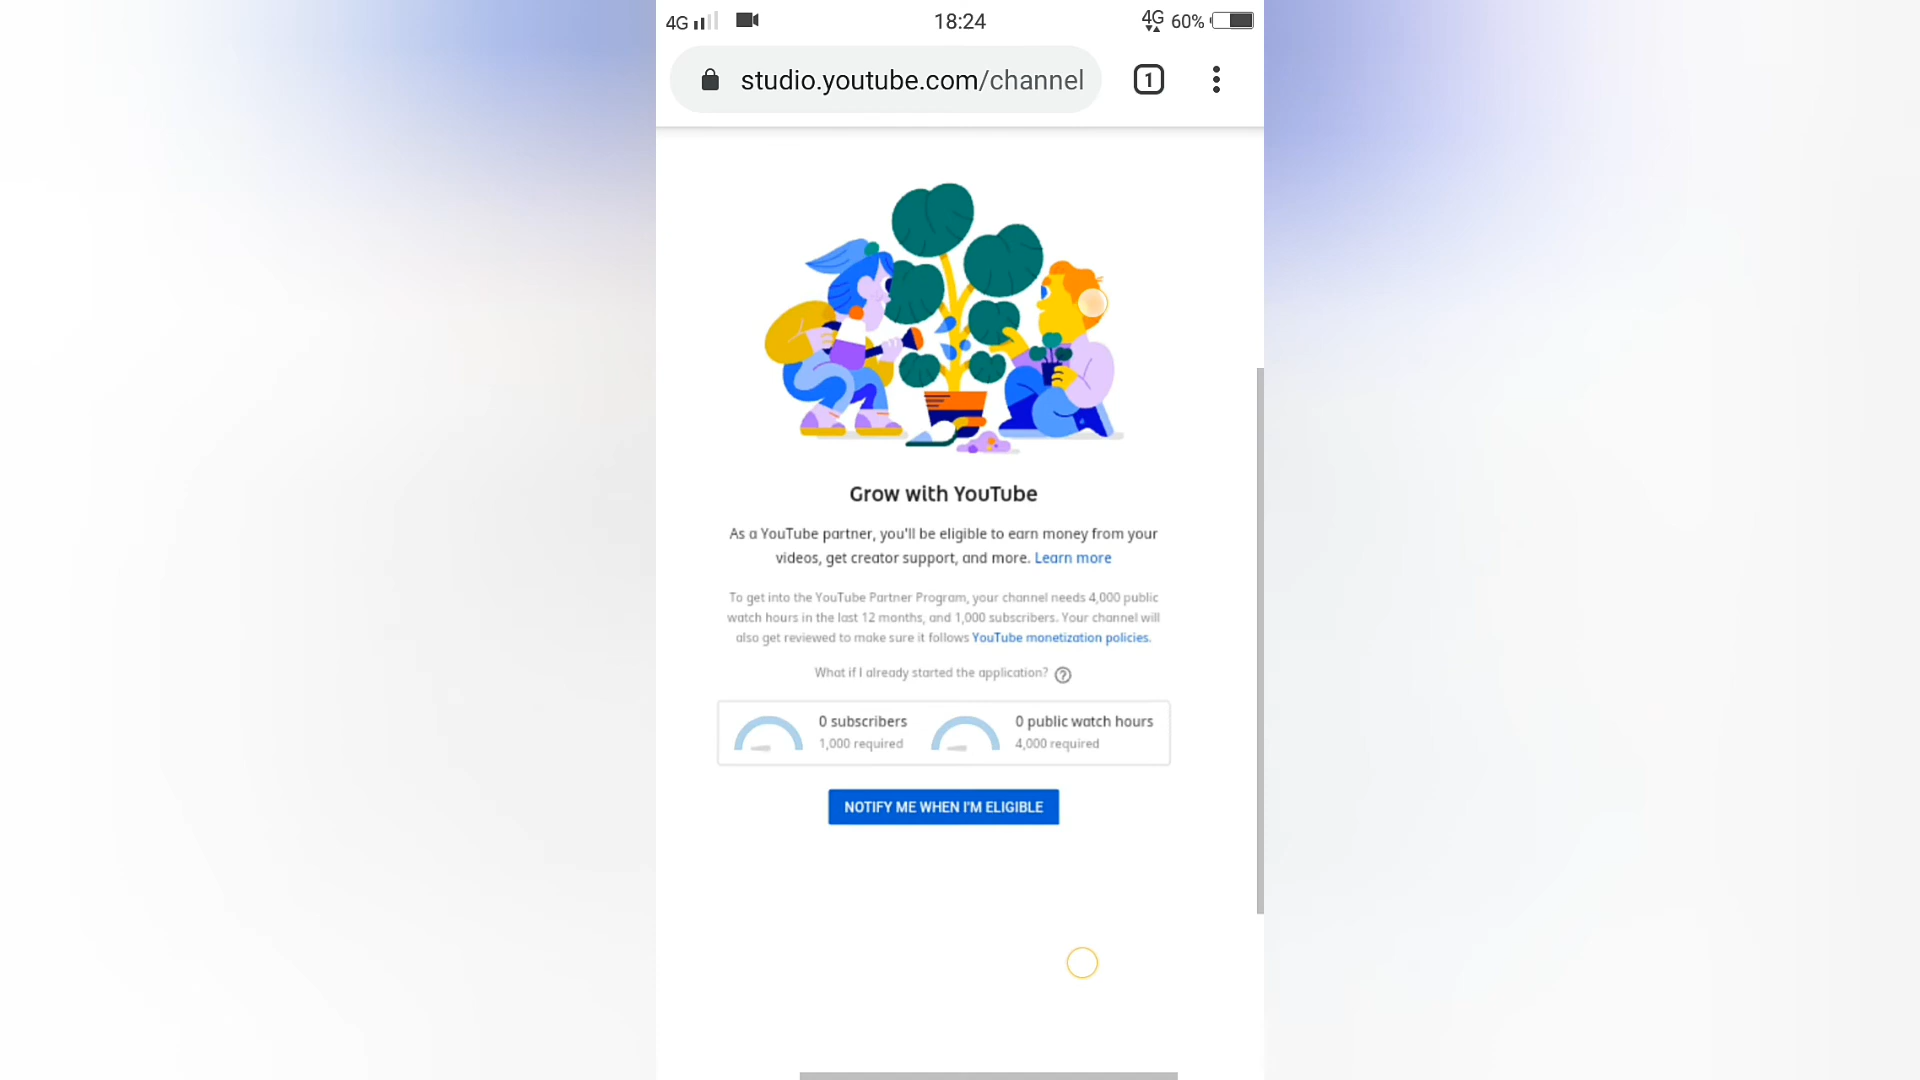 4G 18:24 4G 60%
studio.youtube.com/channel 1
Grow with YouTube
As a YouTube partner, you'll be eligible to earn money from your
videos, get creator support, and more. Learn more
To get into the YouTube Partner Program, your channel needs 4,000 public
watch hours in the last 12 months, and 1,000 subscribers. Your channel will
also get reviewed to make sure it follows YouTube monetization policies.
What if I already started the application? ?
0 subscribers 0 public watch hours
1,000 required 4,000 required
NOTIFY ME WHEN I'M ELIGIBLE